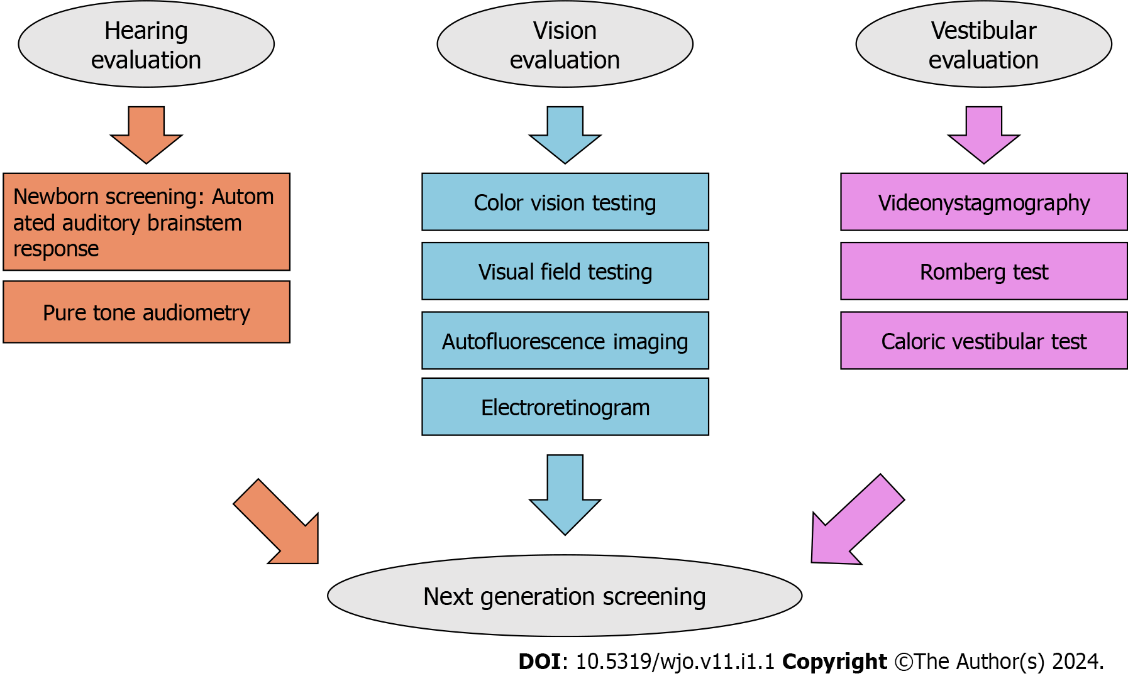 Hearing
evaluation
Newborn screening: Autom
ated auditory brainstem
response
Pure tone audiometry
Vision
evaluation
Color vision testing
Visual field testing
Autofluorescence imaging
Electroretinogram
Vestibular
evaluation
Videonystagmography
Romberg test
Caloric vestibular test
Next generation screening
DOI: 10.5319/wjo.v11.i1.1 Copyright ©The Author(s) 2024.